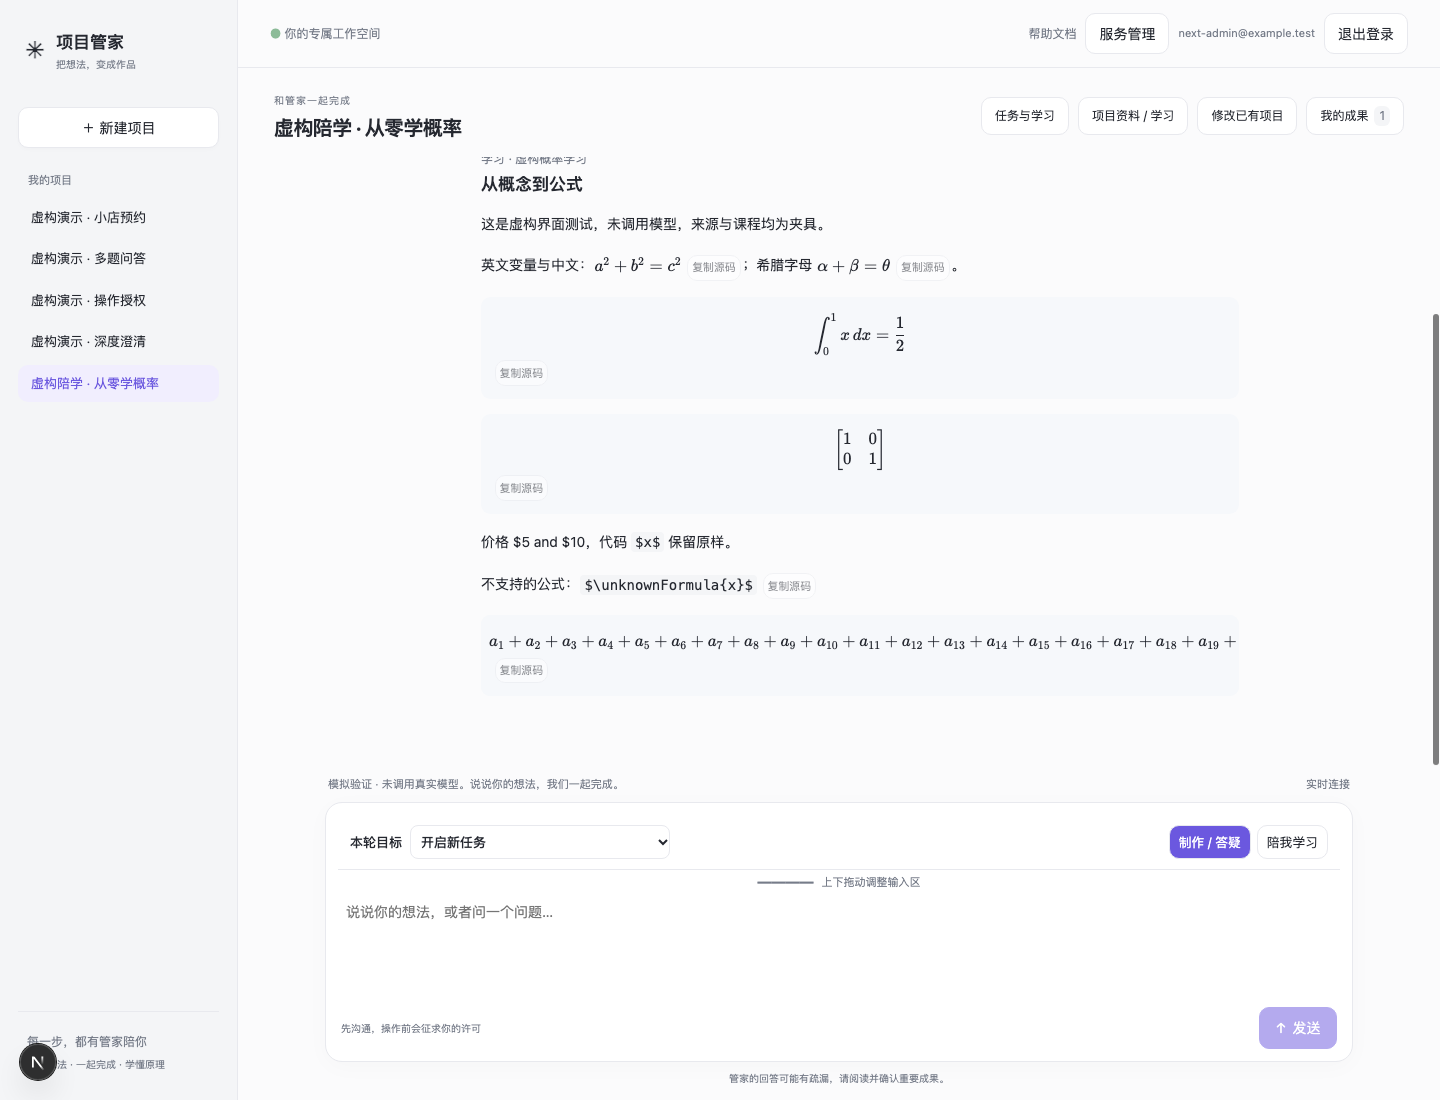 项目管家
把想法，变成作品
+ 新建项目
我的项目
虚构演示 · 小店预约
虚构演示 · 多题问答
虚构演示 · 操作授权
虚构演示 · 深度澄清
虚构陪学 · 从零学概率
每一步，都有管家陪你
法 · 一起完成 · 学懂原理
你的专属工作空间
帮助文档
服务管理
next-admin@example.test
退出登录
和管家一起完成
虚构陪学 · 从零学概率
任务与学习
项目资料 / 学习
修改已有项目
我的成果 1
学习 · 虚构概率学习
从概念到公式
这是虚构界面测试，未调用模型，来源与课程均为夹具。
英文变量与中文： a² + b² = c² 复制源码 ； 希腊字母 α + β = θ 复制源码 。
∫₀¹ x dx = 1/2
复制源码
[1 0
0 1]
复制源码
价格 $5 and $10，代码 $x$ 保留原样。
不支持的公式： $\unknownFormula{x}$ 复制源码
a₁ + a₂ + a₃ + a₄ + a₅ + a₆ + a₇ + a₈ + a₉ + a₁₀ + a₁₁ + a₁₂ + a₁₃ + a₁₄ + a₁₅ + a₁₆ + a₁₇ + a₁₈ + a₁₉ +
复制源码
模拟验证 · 未调用真实模型。说说你的想法，我们一起完成。
实时连接
本轮目标 开启新任务
制作 / 答疑
陪我学习
上下拖动调整输入区
说说你的想法，或者问一个问题...
先沟通，操作前会征求你的许可
↑ 发送
管家的回答可能有疏漏，请阅读并确认重要成果。